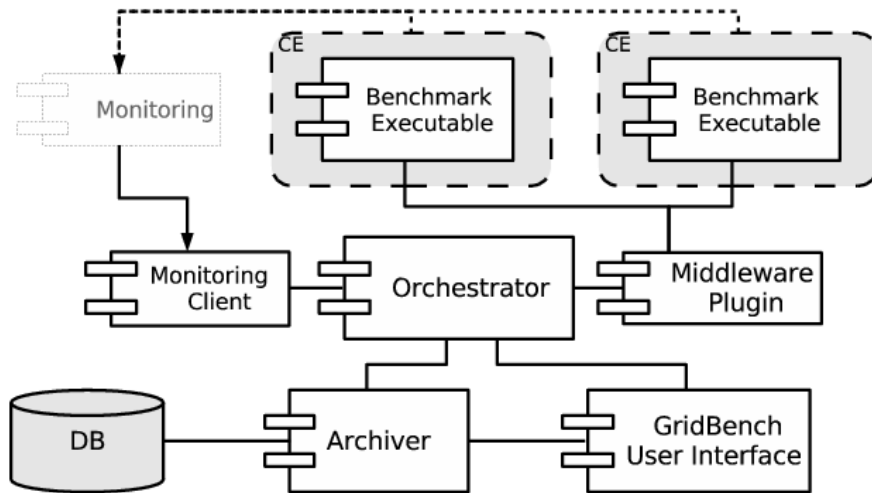 CE
CE
Monitoring
Benchmark
Executable
Benchmark
Executable
Monitoring
Client
Orchestrator
Middleware
Plugin
DB
Archiver
GridBench
User Interface